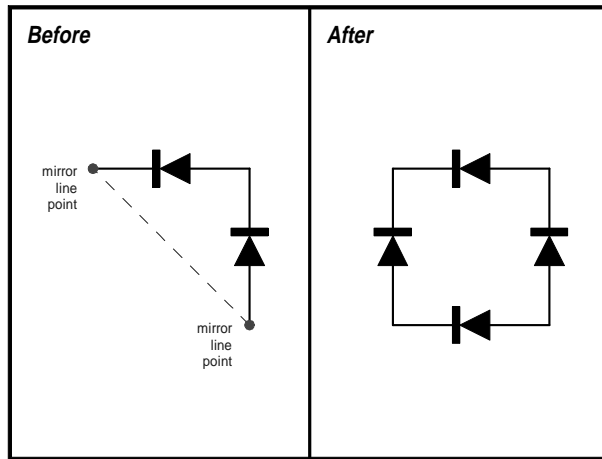 Before
After
mirror
line
point
mirror
line
point